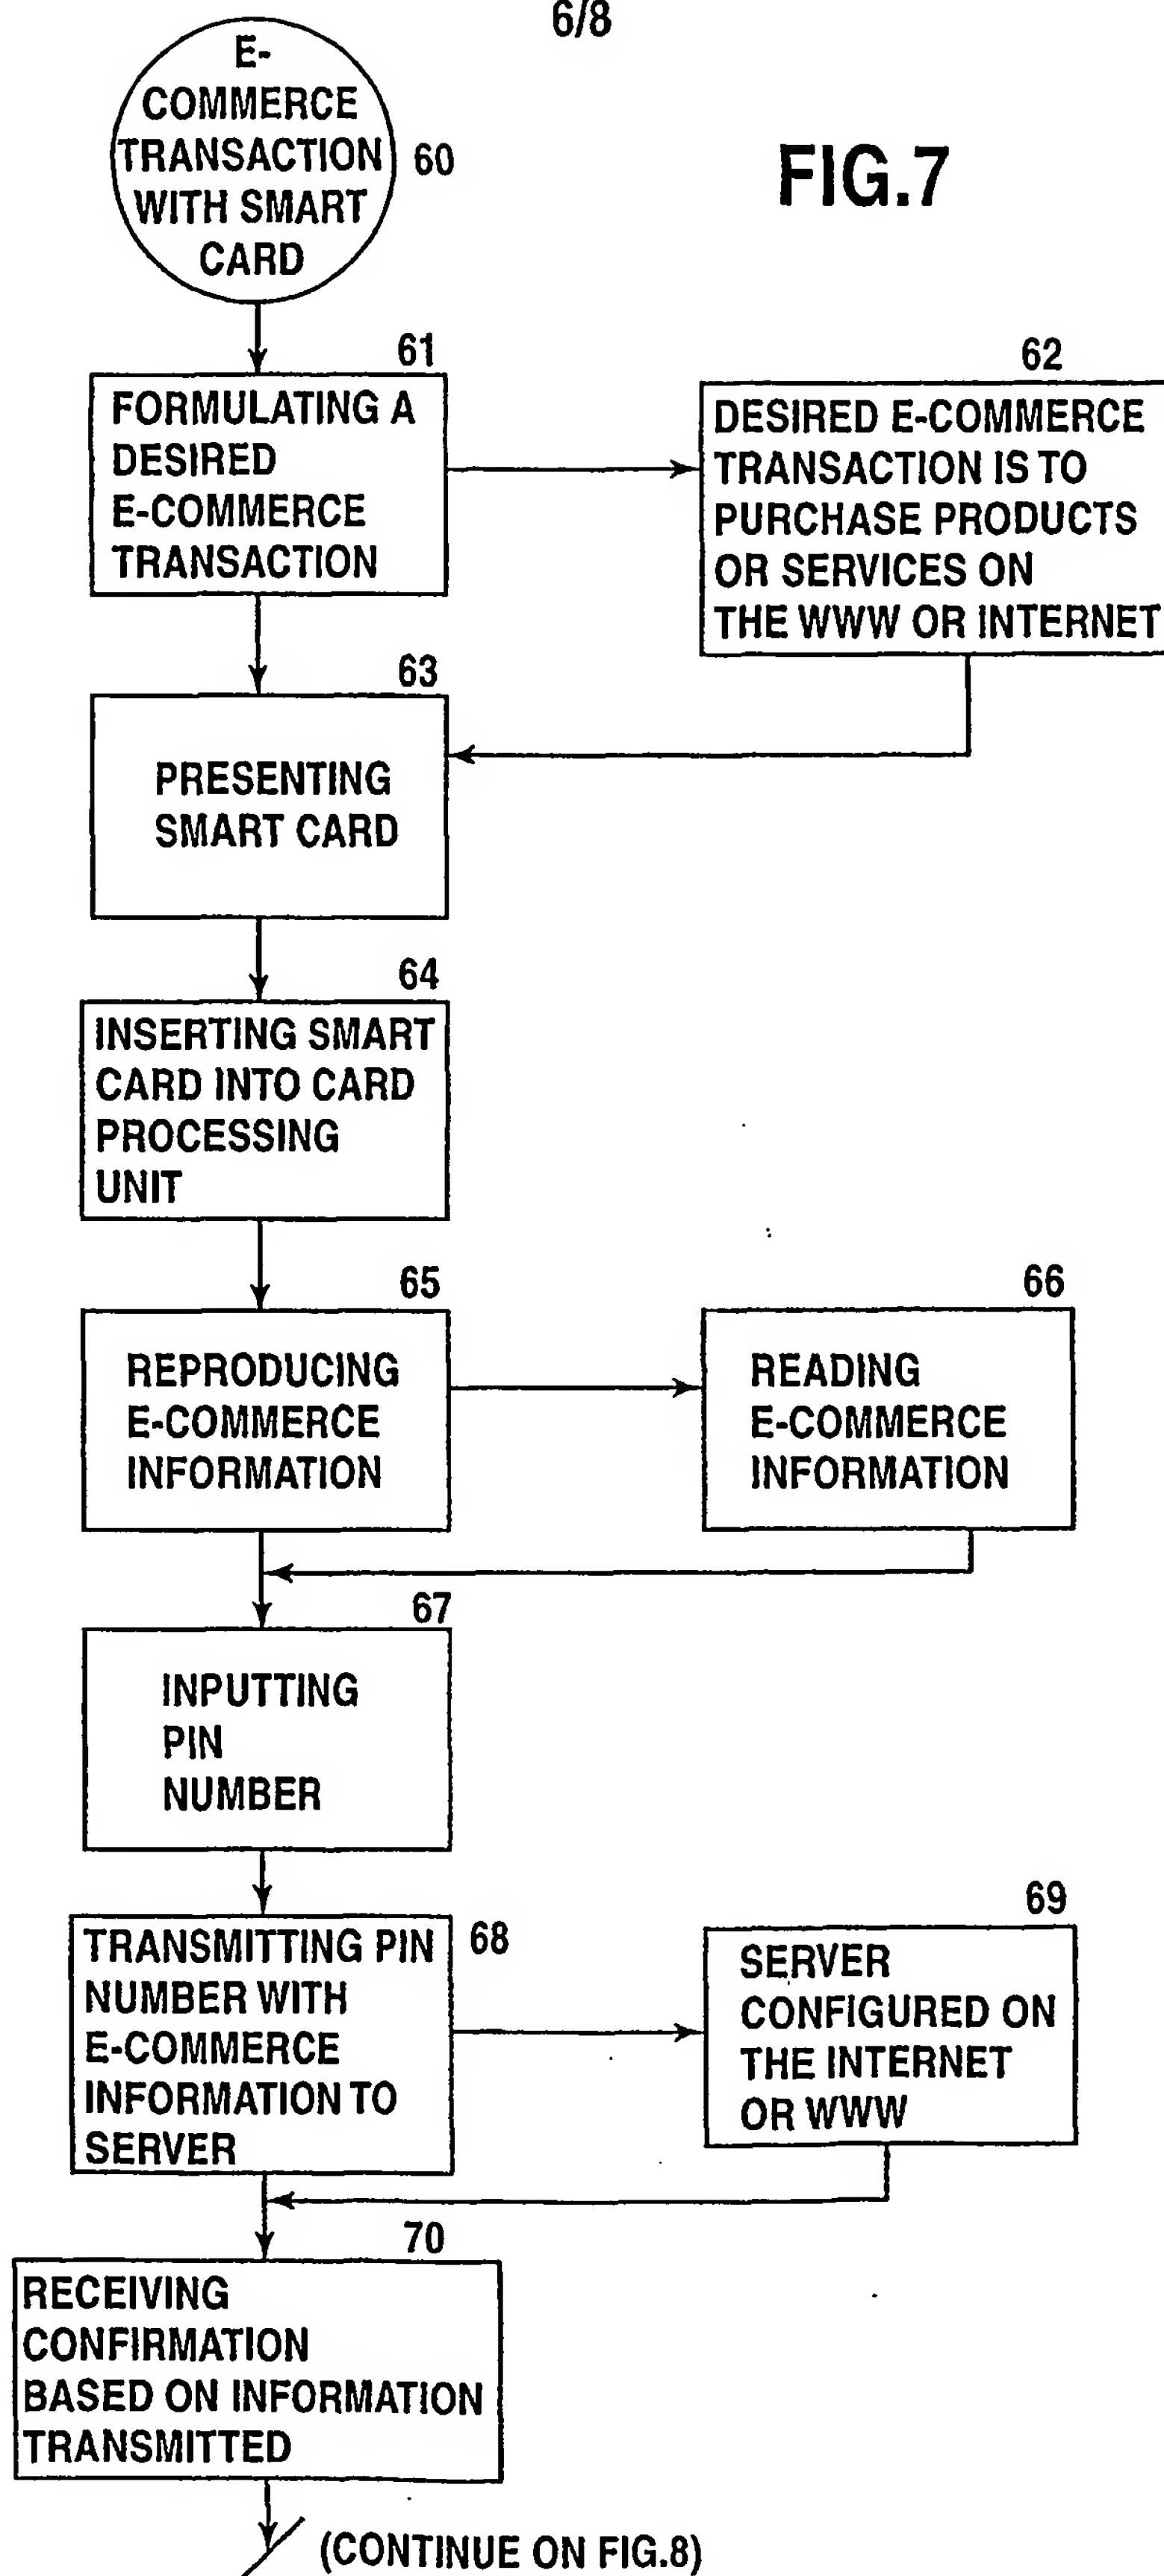 6/8
FIG.7
E-
COMMERCE
TRANSACTION
WITH SMART
CARD
60
61
FORMULATING A
DESIRED
E-COMMERCE
TRANSACTION
62
DESIRED E-COMMERCE
TRANSACTION IS TO
PURCHASE PRODUCTS
OR SERVICES ON
THE WWW OR INTERNET
63
PRESENTING
SMART CARD
64
INSERTING SMART
CARD INTO CARD
PROCESSING
UNIT
65
REPRODUCING
E-COMMERCE
INFORMATION
66
READING
E-COMMERCE
INFORMATION
67
INPUTTING
PIN
NUMBER
68
TRANSMITTING PIN
NUMBER WITH
E-COMMERCE
INFORMATION TO
SERVER
69
SERVER
CONFIGURED ON
THE INTERNET
OR WWW
70
RECEIVING
CONFIRMATION
BASED ON INFORMATION
TRANSMITTED
(CONTINUE ON FIG.8)